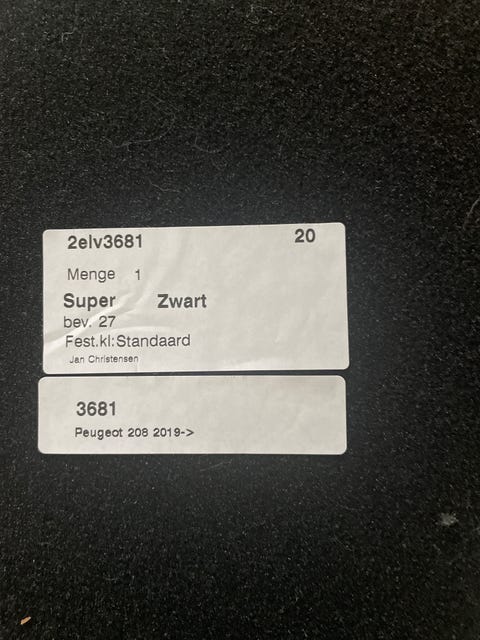 2elv3681 20
Menge 1
Super Zwart
bev. 27
Fest.kl:Standaard
Jan Christensen
3681
Peugeot 208 2019->